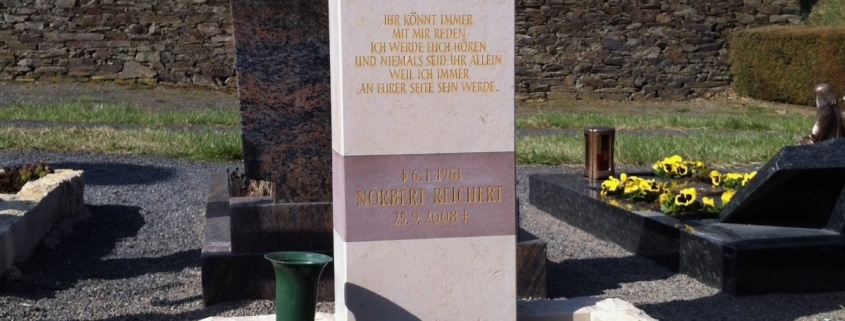 IHR KÖNNT IMMER
MIT MIR REDEN
ICH WERDE EUCH HÖREN
UND NIEMALS SEID IHR ALLEIN
WEIL ICH IMMER
AN EURER SEITE SEIN WERDE.
6.1.1961
NORBERT REICHERT
25.9.2008 †